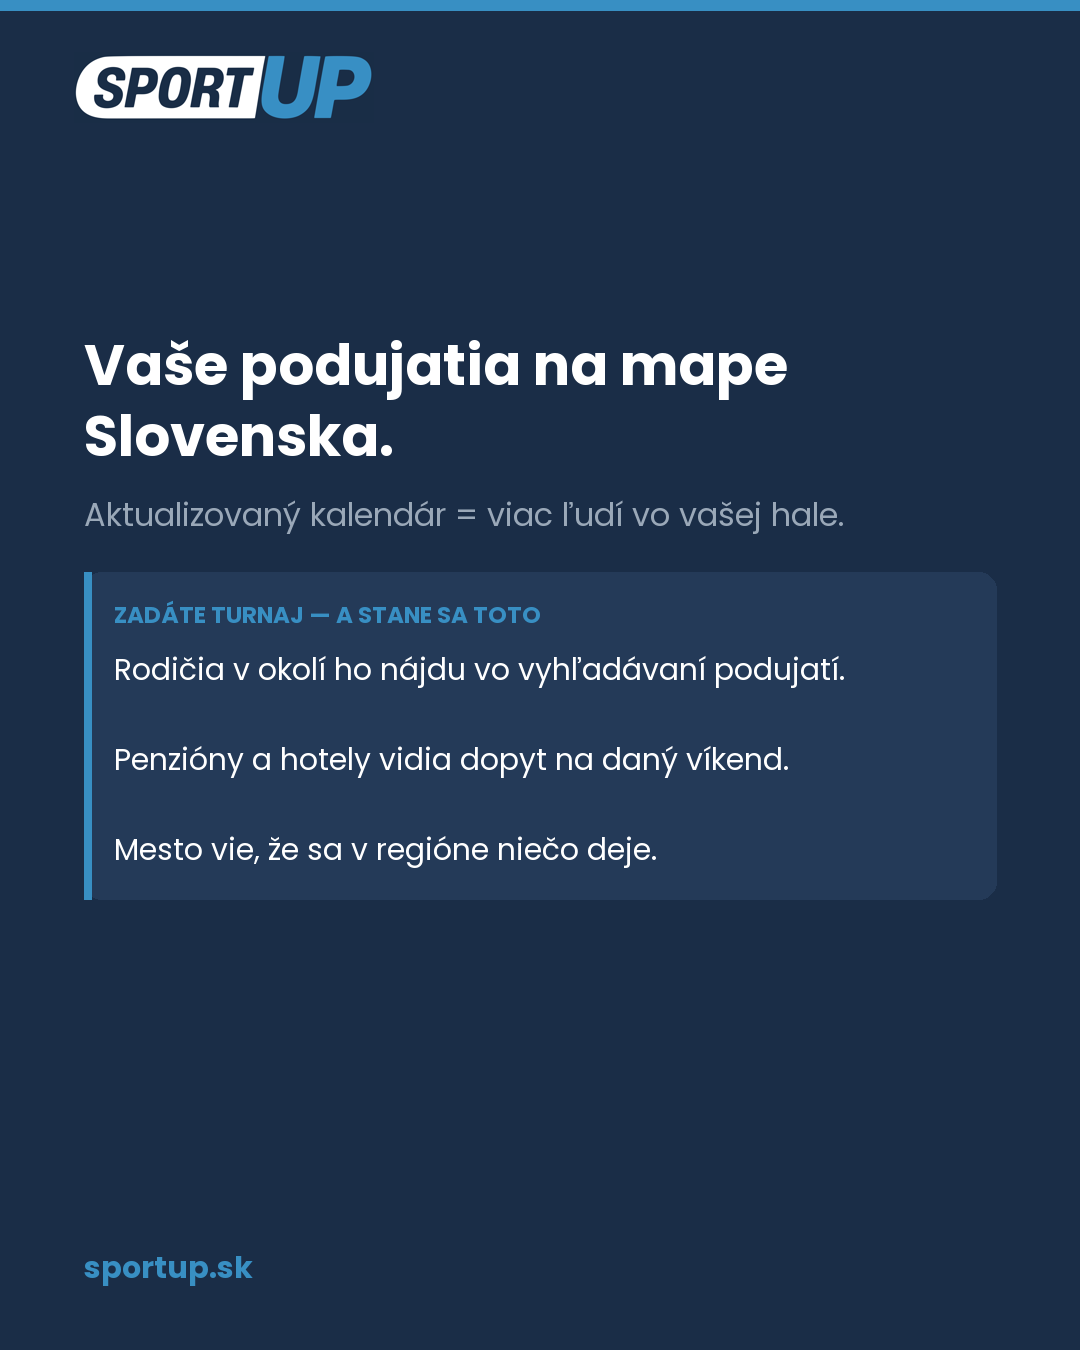 SPORTUP
Vaše podujatia na mape
Slovenska.
Aktualizovaný kalendár = viac ľudí vo vašej hale.
ZADÁTE TURNAJ — A STANE SA TOTO
Rodičia v okolí ho nájdu vo vyhľadávaní podujatí.
Penzióny a hotely vidia dopyt na daný víkend.
Mesto vie, že sa v regióne niečo deje.
sportup.sk